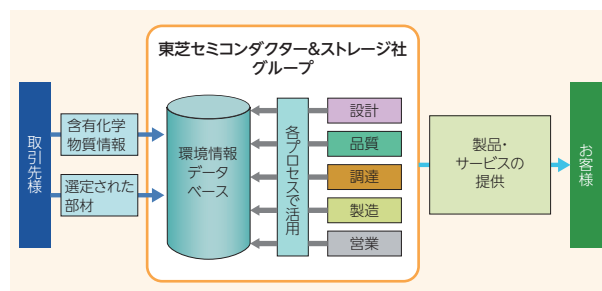 東芝セミコンダクター&ストレージ社
グループ
取引先様
含有化学
物質情報
選定された
部材
環境情報
データ
ベース
各プロセスで活用
設計
品質
調達
製造
営業
製品・
サービスの
提供
お客様